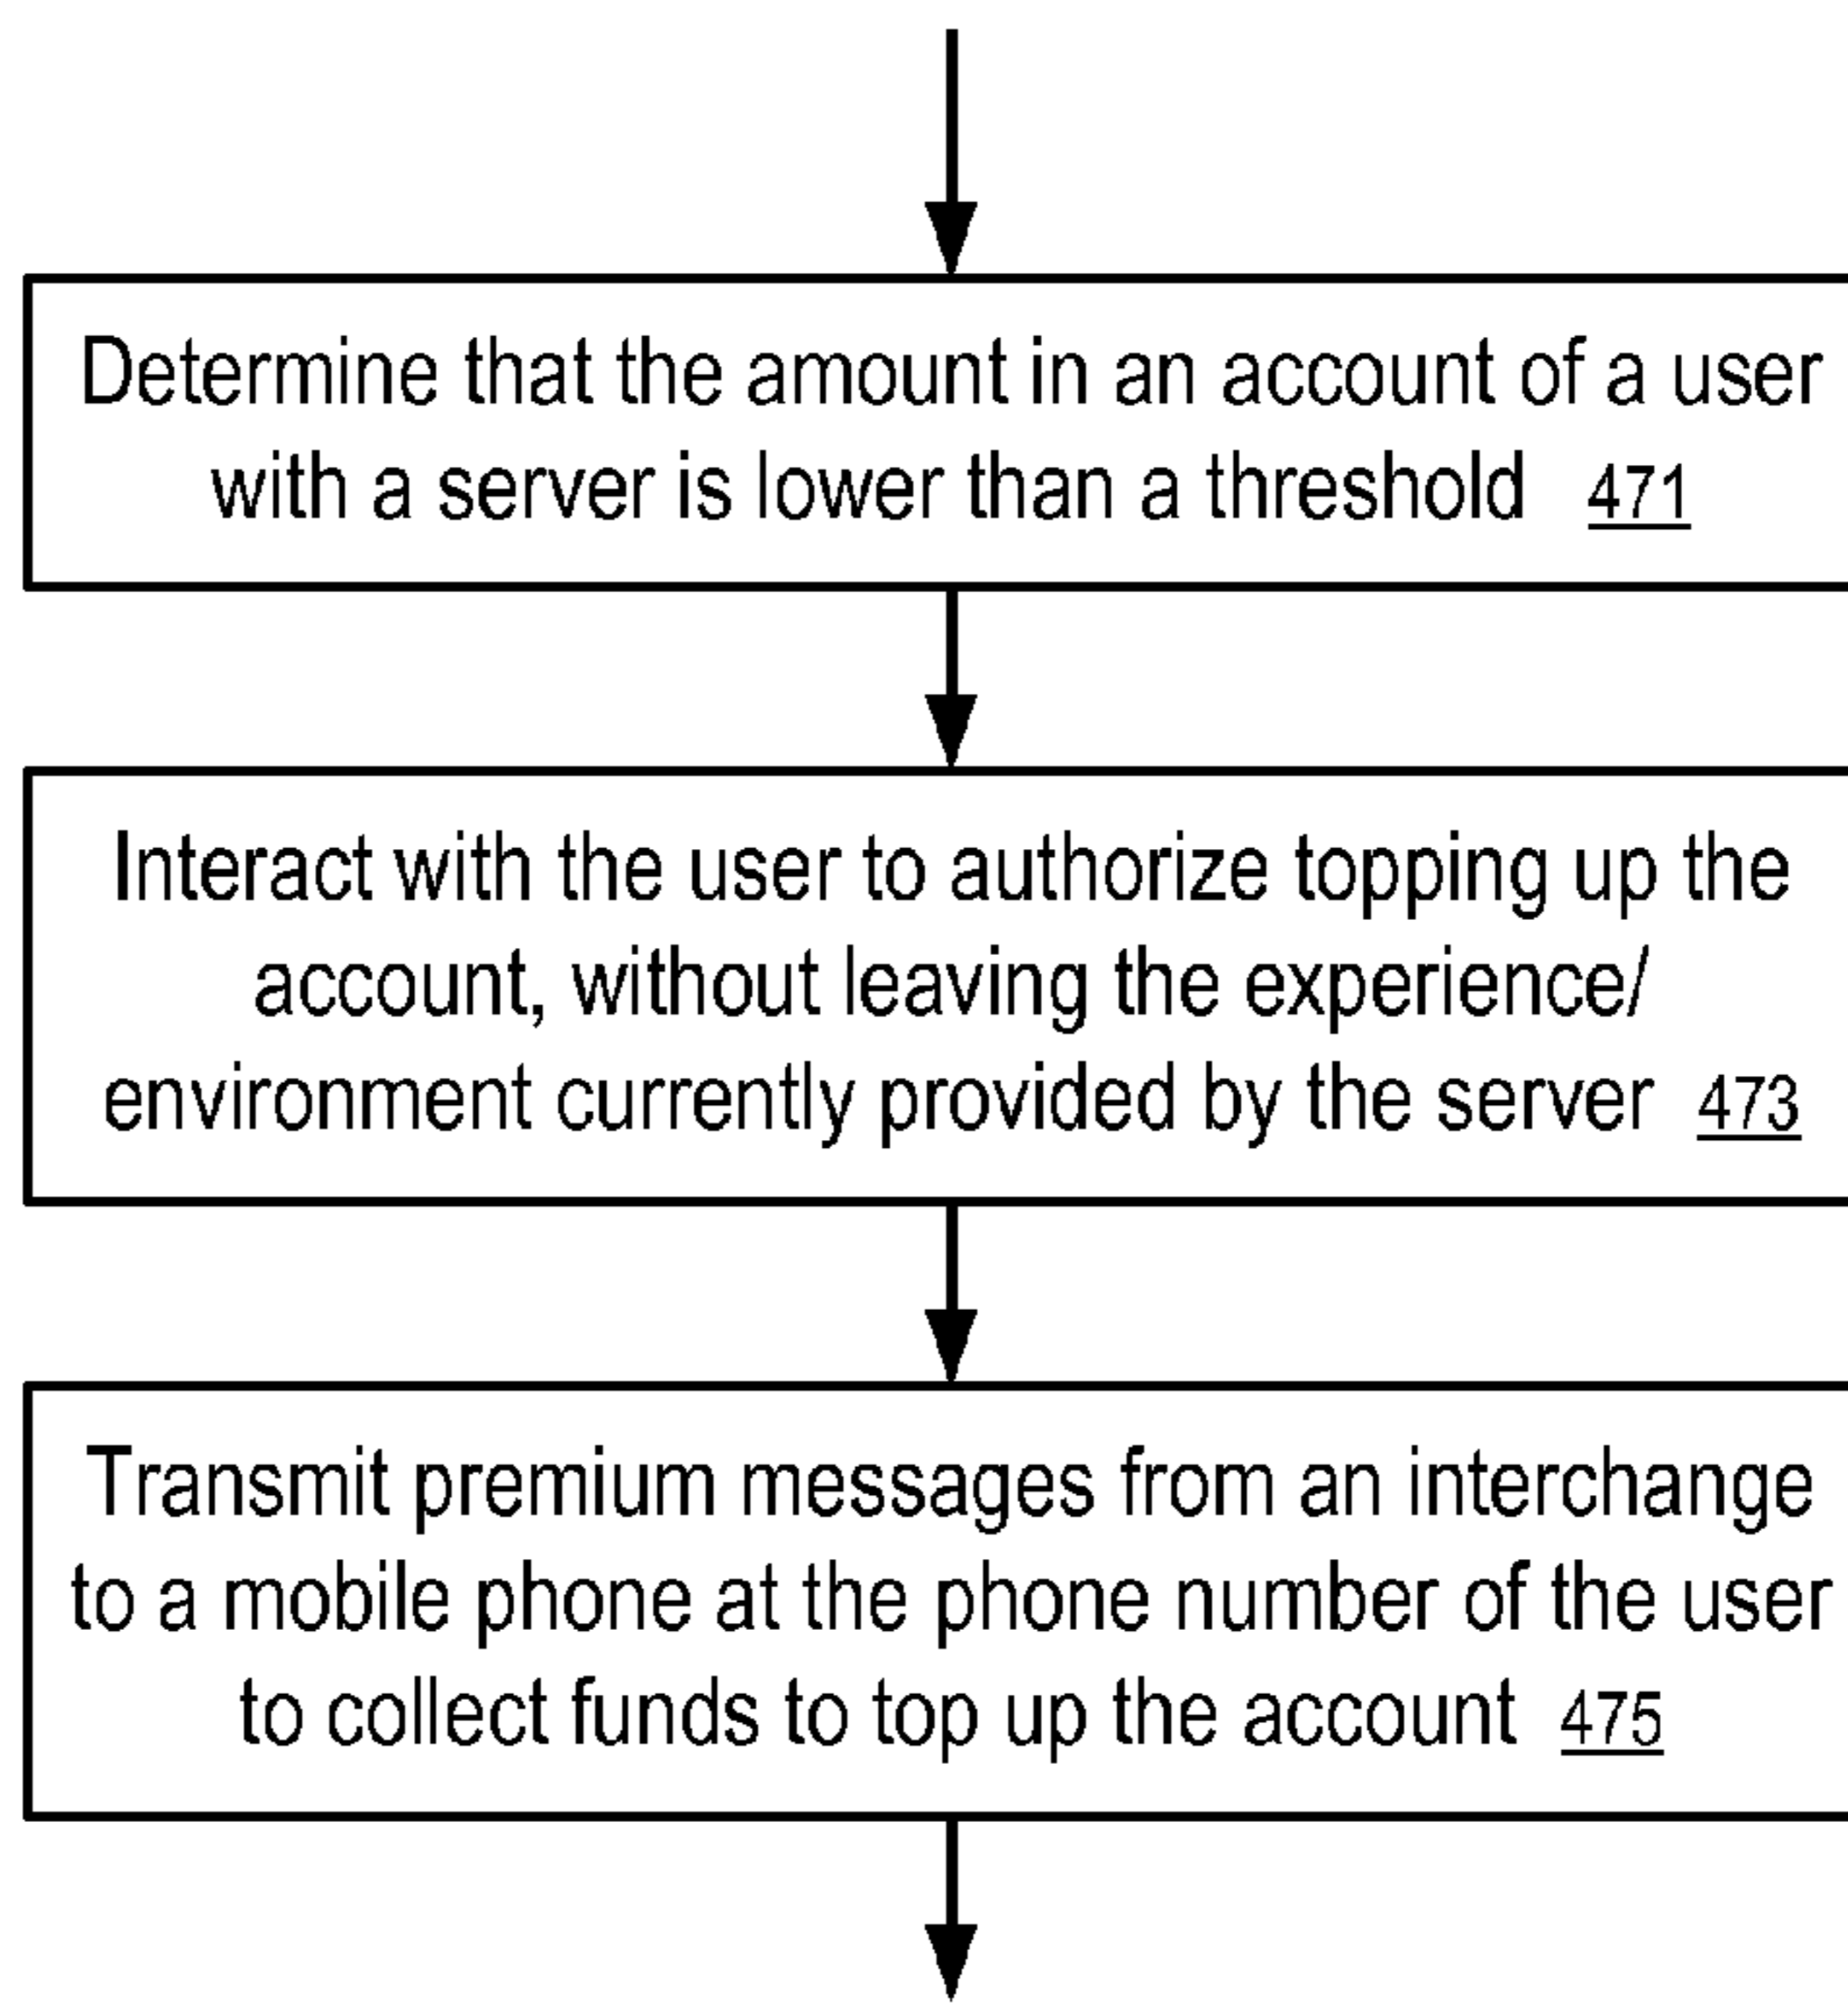 Determine that the amount in an account of a user
with a server is lower than a threshold 471
Interact with the user to authorize topping up the
account, without leaving the experience/
environment currently provided by the server 473
Transmit premium messages from an interchange
to a mobile phone at the phone number of the user
to collect funds to top up the account 475